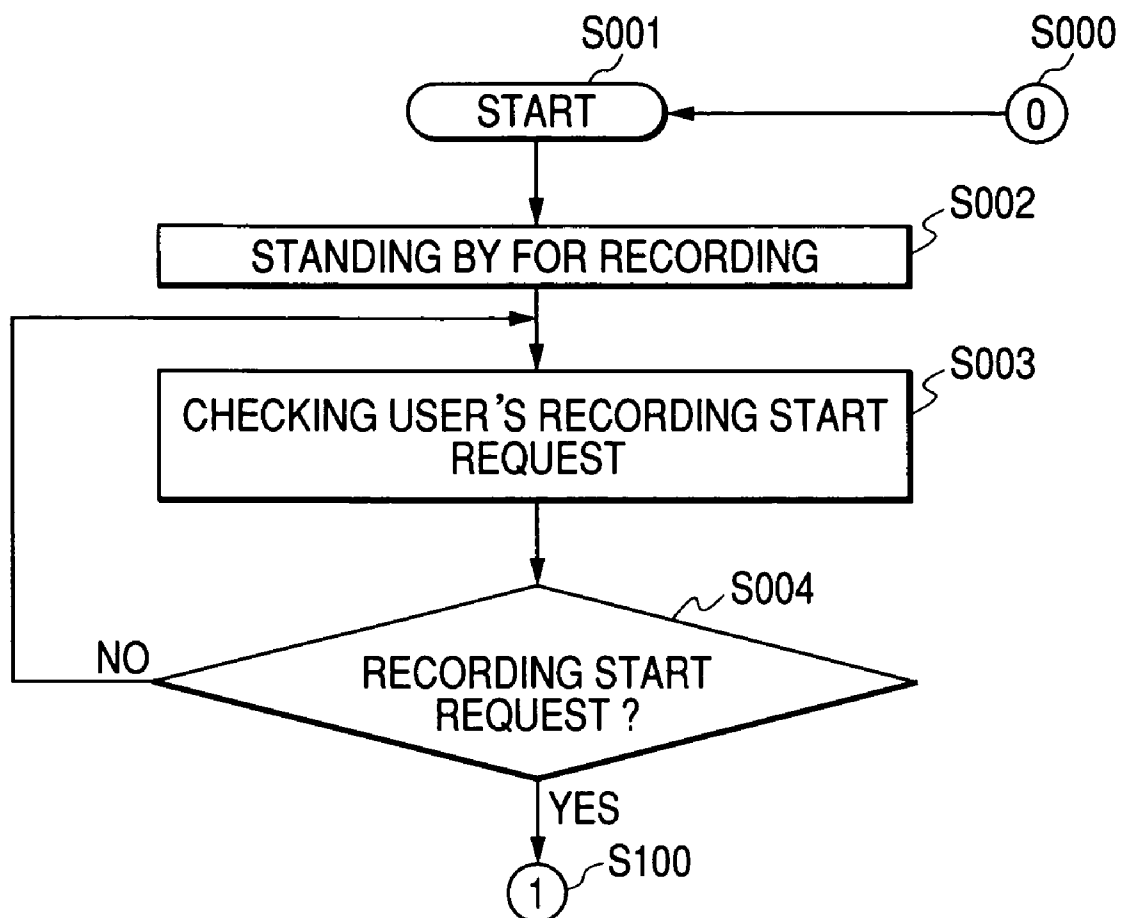 S001
S000
START
0
S002
STANDING BY FOR RECORDING
S003
CHECKING USER'S RECORDING START
REQUEST
S004
NO
RECORDING START
REQUEST ?
YES
1
S100